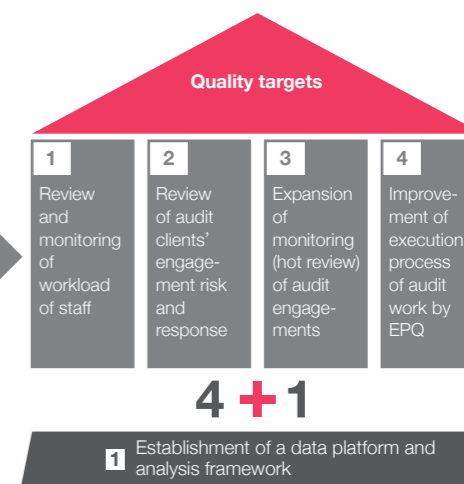 Quality targets
1
Review
and
monitoring
of
workload
of staff
2
Review
of audit
clients'
engage-
ment risk
and
response
3
Expansion
of
monitoring
(hot review)
of audit
engage-
ments
4
Improve-
ment of
execution
process
of audit
work by
EPQ
4 + 1
1
Establishment of a data platform and
analysis framework